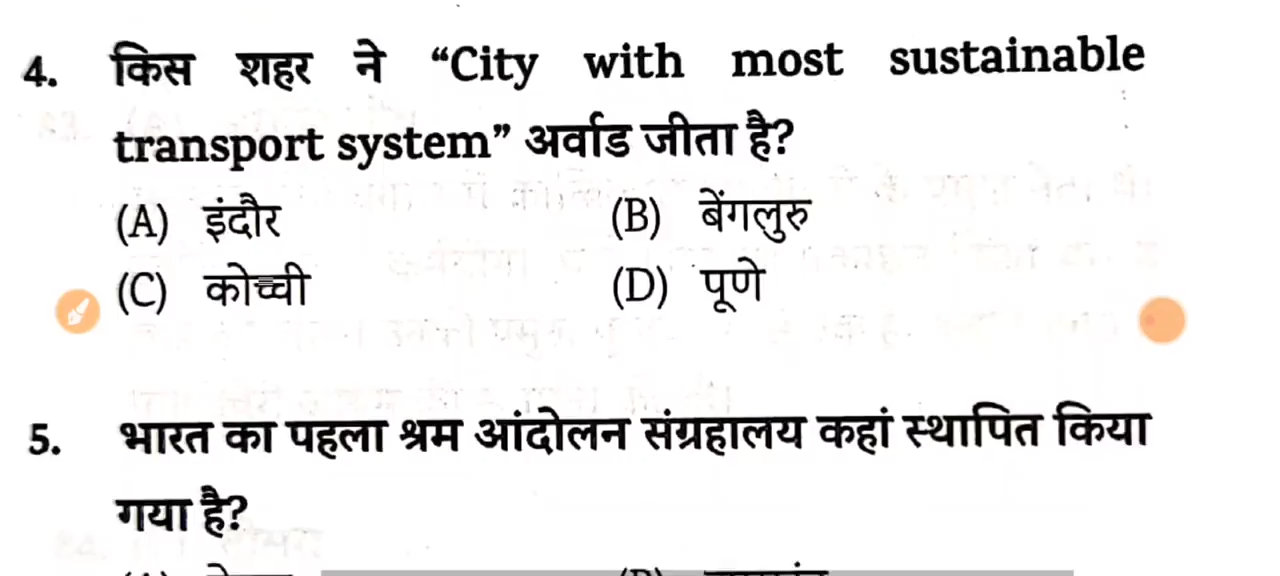 4. किस शहर ने “City with most sustainable
transport system” अर्वाड जीता है?
(A) इंदौर (B) बेंगलुरु
(C) कोच्ची (D) पूणे
5. भारत का पहला श्रम आंदोलन संग्रहालय कहां स्थापित किया
गया है?